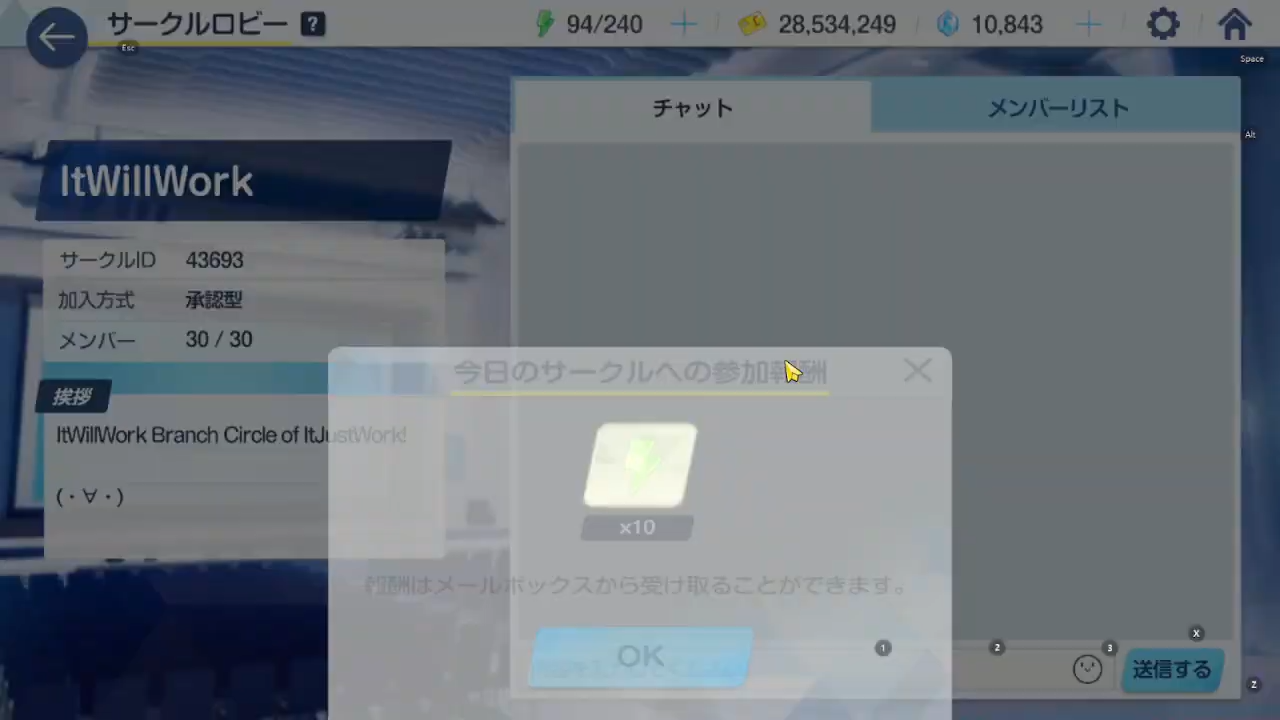 サークルロビー ?
Esc
94/240
28,534,249
10,843
Space
チャット
メンバーリスト
Alt
ItWillWork
サークルID 43693
加入方式 承認型
メンバー 30 / 30
挨拶
ItWillWork Branch Circle of ItJustWork!
(・∀・)
今日のサークルへの参加報酬
x10
報酬はメールボックスから受け取ることができます。
OK
1
2
3
X
送信する
Z